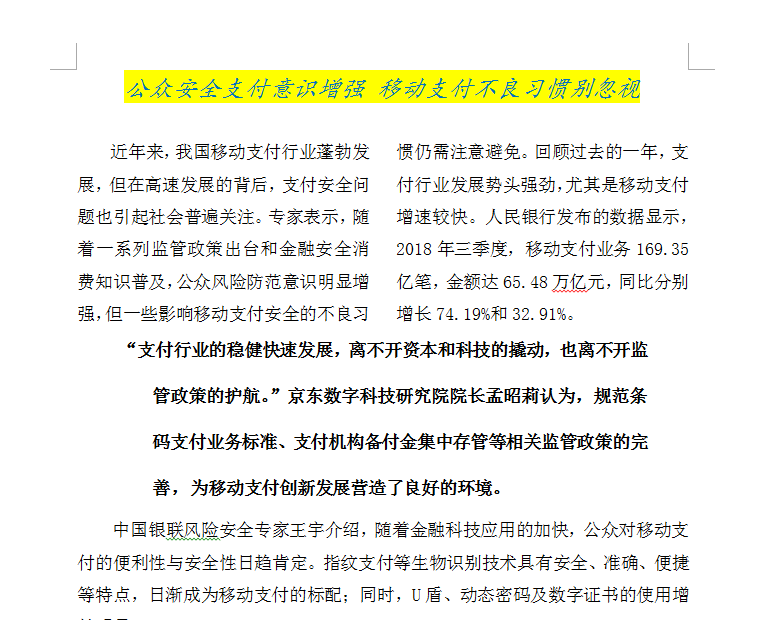 公众安全支付意识增强 移动支付不良习惯别忽视
近年来，我国移动支付行业蓬勃发
展，但在高速发展的背后，支付安全问
题也引起社会普遍关注。专家表示，随
着一系列监管政策出台和金融安全消
费知识普及，公众风险防范意识明显增
强，但一些影响移动支付安全的不良习
惯仍需注意避免。回顾过去的一年，支
付行业发展势头强劲，尤其是移动支付
增速较快。人民银行发布的数据显示，
2018 年三季度，移动支付业务 169.35
亿笔，金额达 65.48 万亿元，同比分别
增长 74.19%和 32.91%。
“支付行业的稳健快速发展，离不开资本和科技的撬动，也离不开监
管政策的护航。”京东数字科技研究院院长孟昭莉认为，规范条
码支付业务标准、支付机构备付金集中存管等相关监管政策的完
善，为移动支付创新发展营造了良好的环境。
中国银联风险安全专家王宇介绍，随着金融科技应用的加快，公众对移动支
付的便利性与安全性日趋肯定。指纹支付等生物识别技术具有安全、准确、便捷
等特点，日渐成为移动支付的标配；同时，U 盾、动态密码及数字证书的使用增